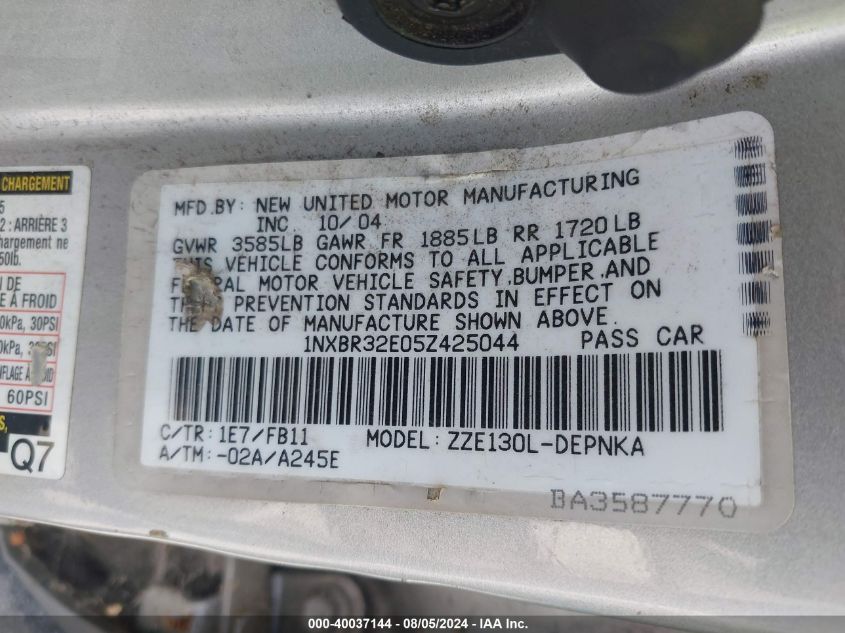 CHARGEMENT
5
2 : ARRIÈRE 3
chargement ne
50lb.
N DE
E À FROID
0kPa, 30PSI
0kPa,
60PSI
Q7
MFD. BY: NEW UNITED MOTOR MANUFACTURING
INC. 10/04
GVWR 3585LB GAWR FR 1885LB RR 1720LB
THIS VEHICLE CONFORMS TO ALL APPLICABLE
MOTOR VEHICLE SAFETY, BUMPER, AND
PREVENTION STANDARDS IN EFFECT ON
THE DATE OF MANUFACTURE SHOWN ABOVE.
1NXBR32E05Z425044 PASS CAR
C/TR: 1E7/FB11 MODEL: ZZE130L-DEPNKA
A/TM: -02A/A245E
BA3587770
000-40037144 - 08/05/2024 - IAA Inc.